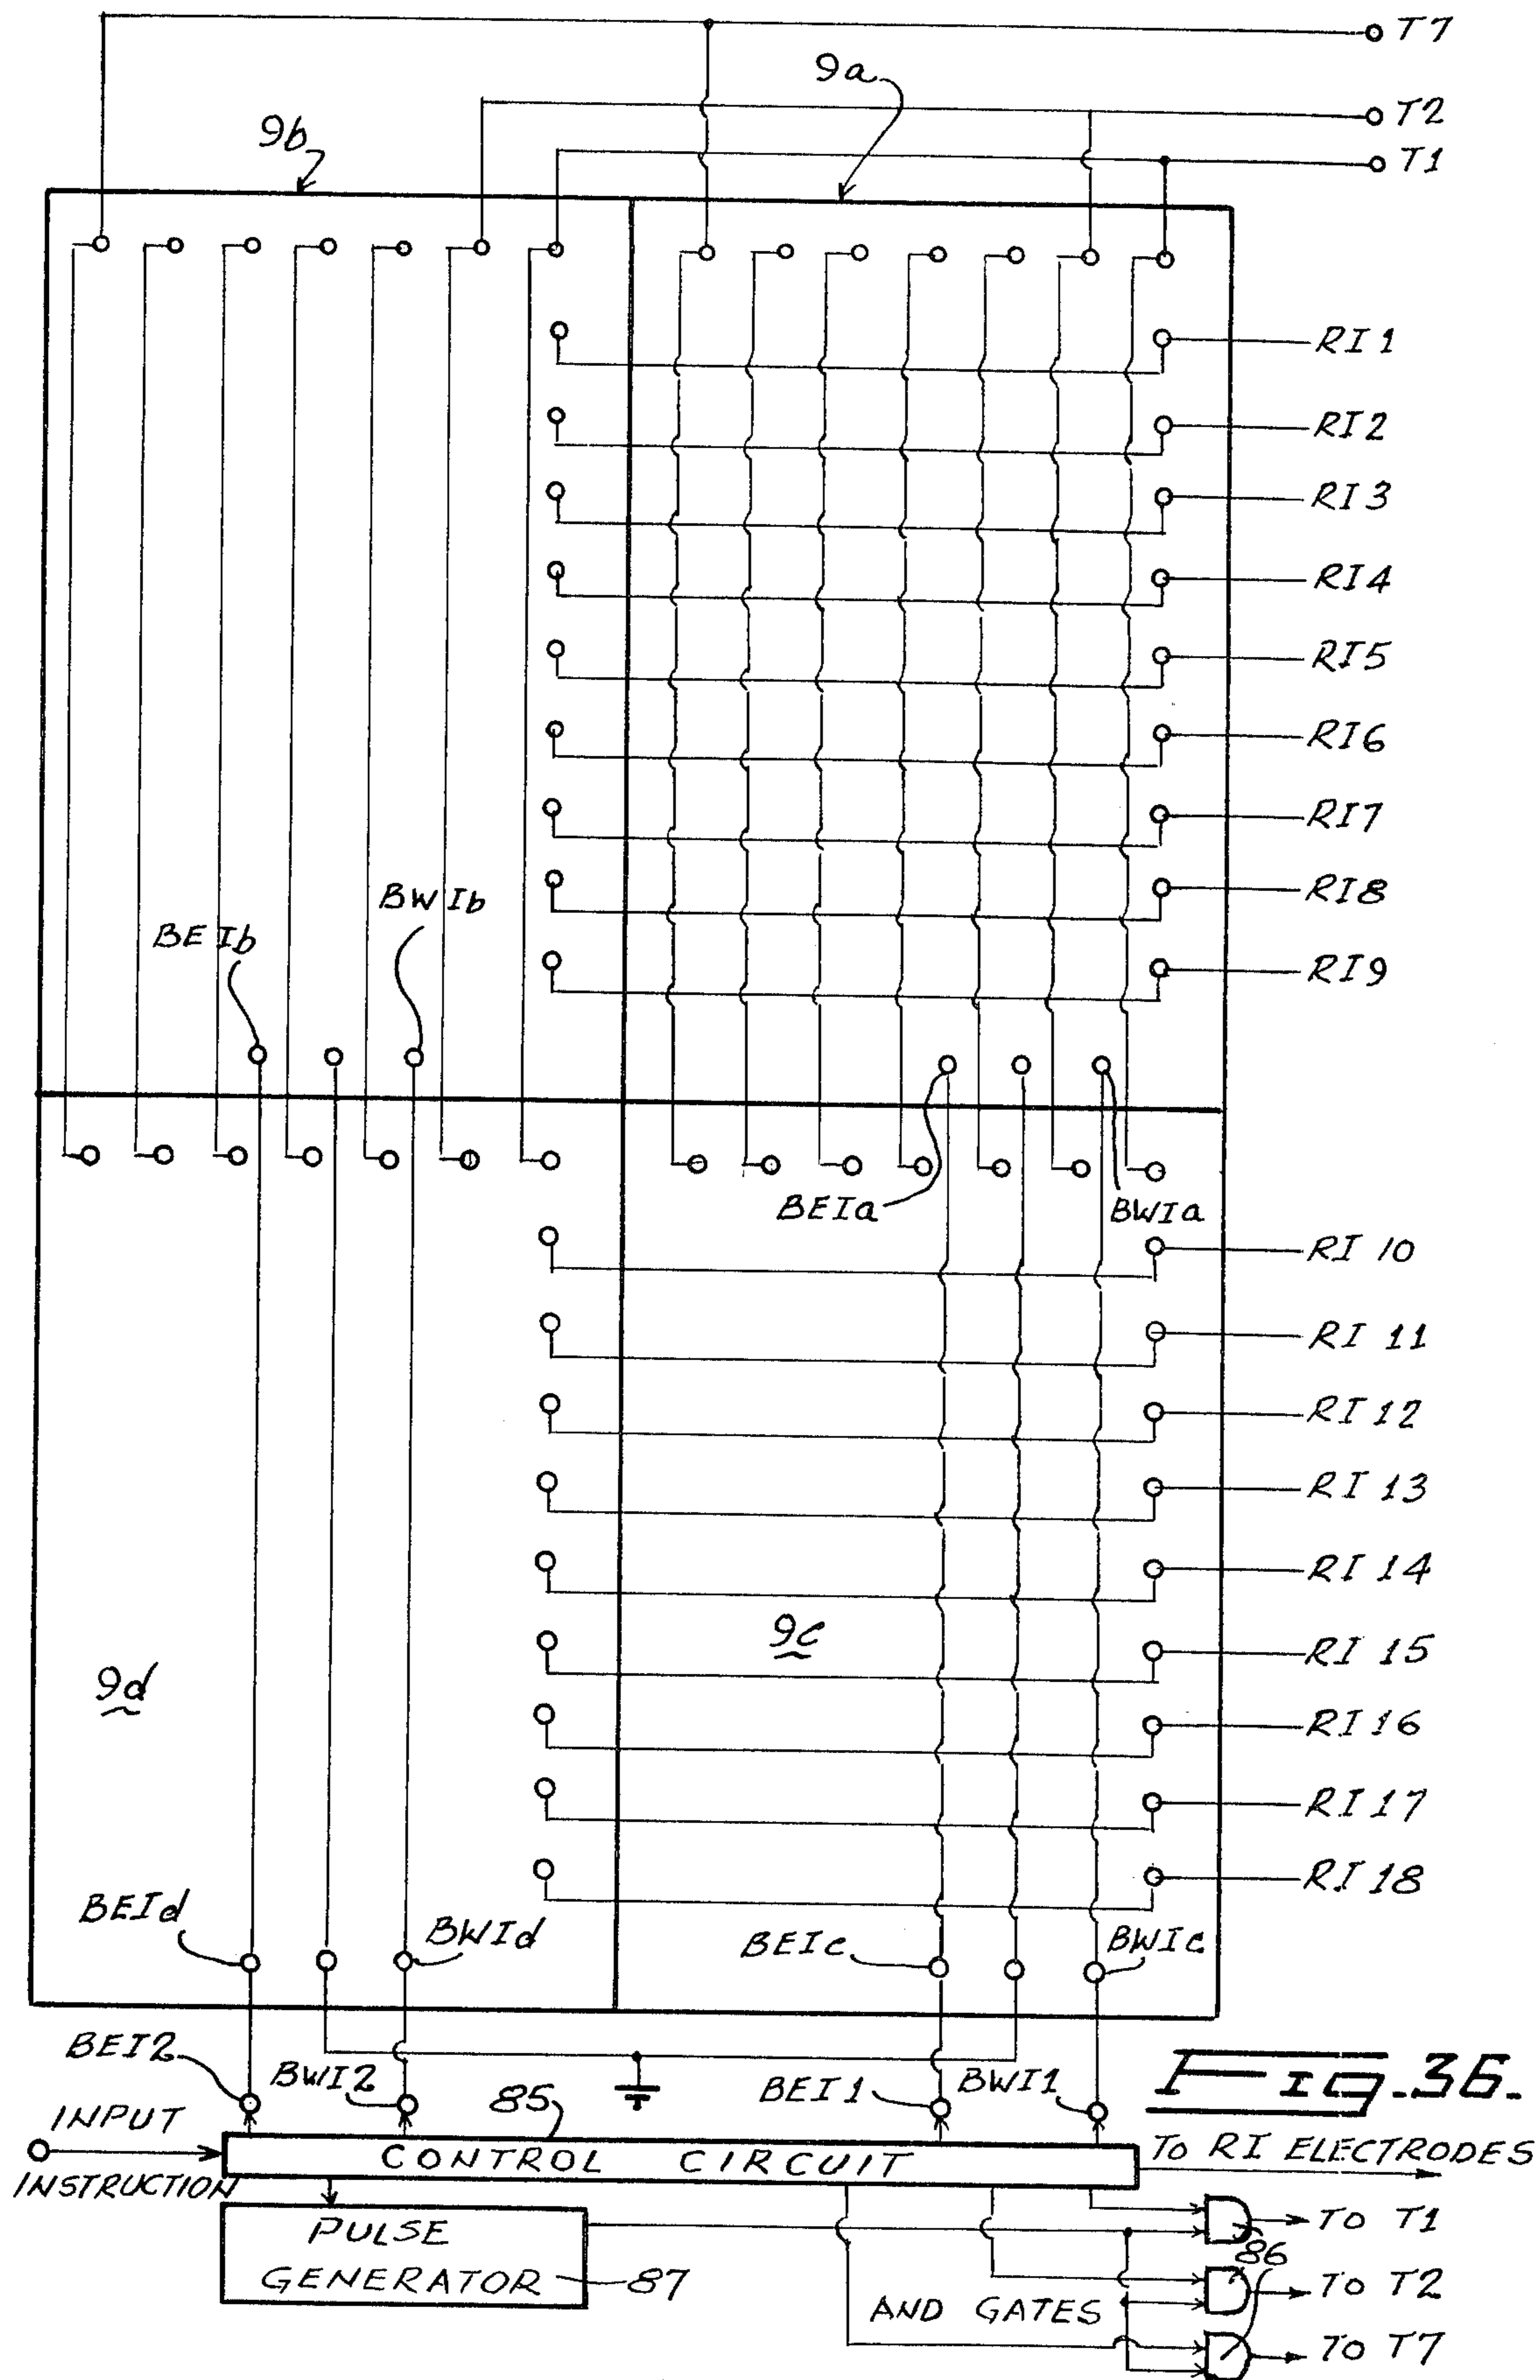 T7
9a
T2
9b
T1
RI1
RI2
RI3
RI4
RI5
RI6
RI7
BWIb
RI8
BEIb
RI9
BEIa
BWIa
RI 10
RI 11
RI 12
RI 13
RI 14
9c
RI 15
9d
RI 16
RI 17
RI 18
BEId
BWId
BEIc
BWIc
BEI2
BWI2
85
BEI1
BWI1
FIG. 36.
INPUT
INSTRUCTION
CONTROL CIRCUIT
TO RI ELECTRODES
PULSE
GENERATOR
87
TO T1
86
TO T2
AND GATES
TO T7